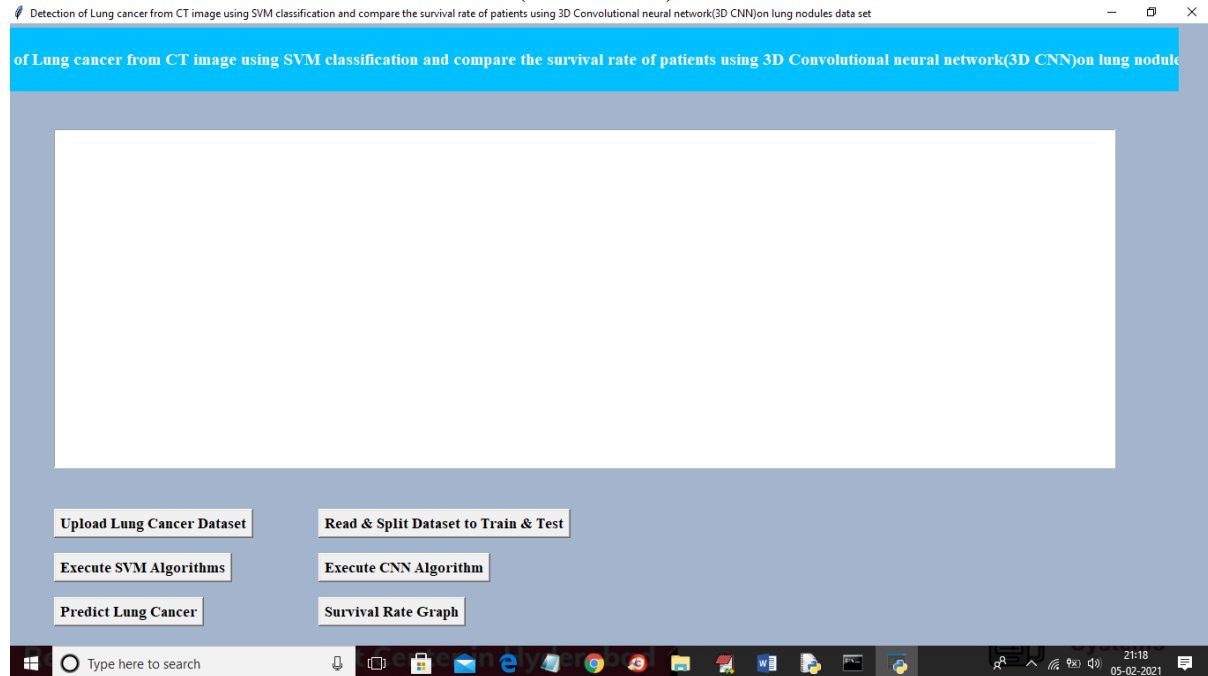 Detection of Lung cancer from CT image using SVM classification and compare the survival rate of patients using 3D Convolutional neural network(3D CNN)on lung nodules data set
of Lung cancer from CT image using SVM classification and compare the survival rate of patients using 3D Convolutional neural network(3D CNN)on lung nodule
Upload Lung Cancer Dataset
Read & Split Dataset to Train & Test
Execute SVM Algorithms
Execute CNN Algorithm
Predict Lung Cancer
Survival Rate Graph
Type here to search
21:18
05-02-2021